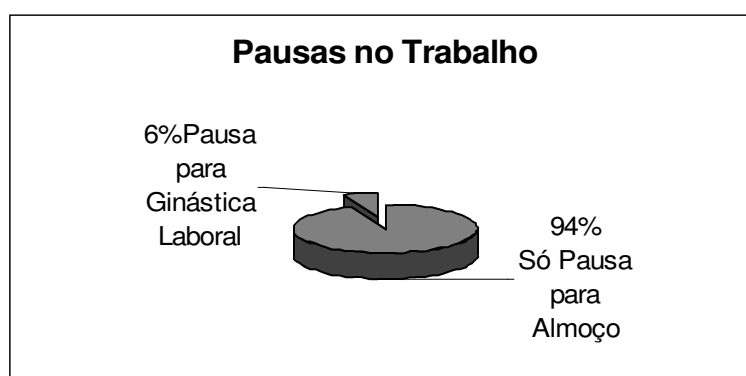 Pausas no Trabalho
6%Pausa
para
Ginástica
Laboral
94%
Só Pausa
para
Almoço